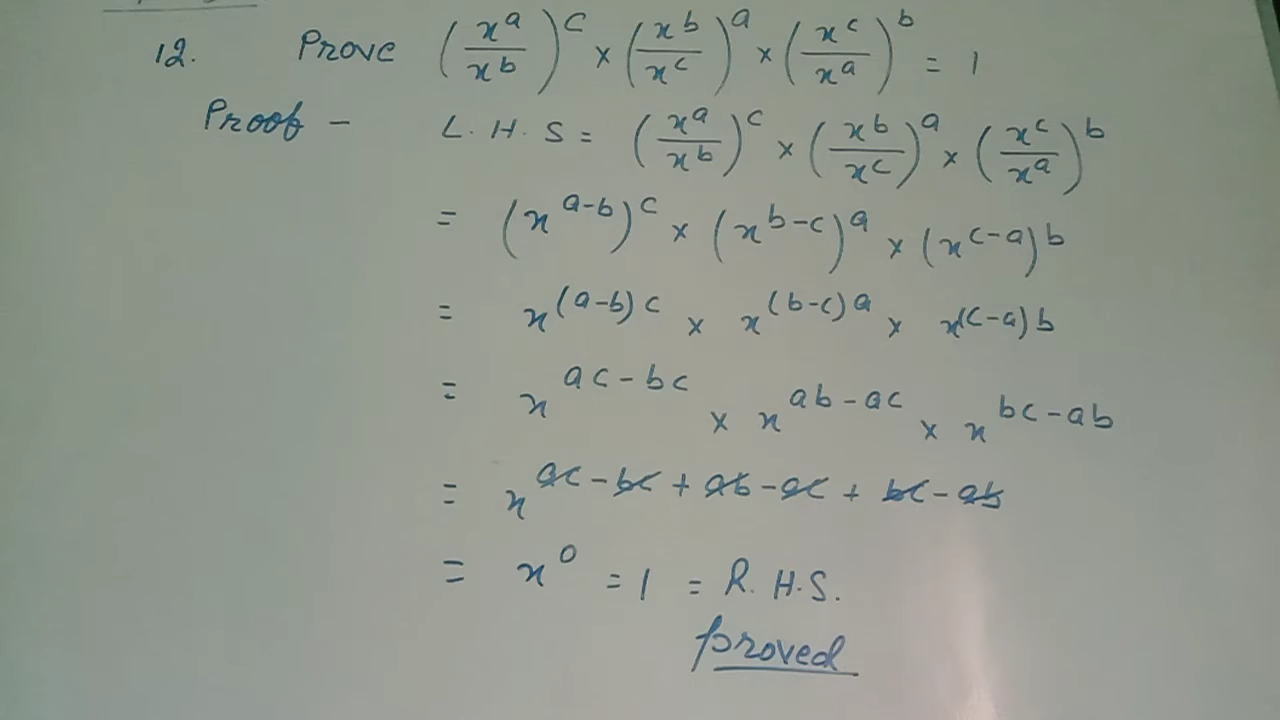 12. Prove (x^a/x^b)^c × (x^b/x^c)^a × (x^c/x^a)^b = 1
Proof - L.H.S = (x^a/x^b)^c × (x^b/x^c)^a × (x^c/x^a)^b
= (x^{a-b})^c × (x^{b-c})^a × (x^{c-a})^b
= x^{(a-b)c} × x^{(b-c)a} × x^{(c-a)b}
= x^{ac-bc} × x^{ab-ac} × x^{bc-ab}
= x^{ac-bc+ab-ac+bc-ab}
= x^0 = 1 = R.H.S.
proved